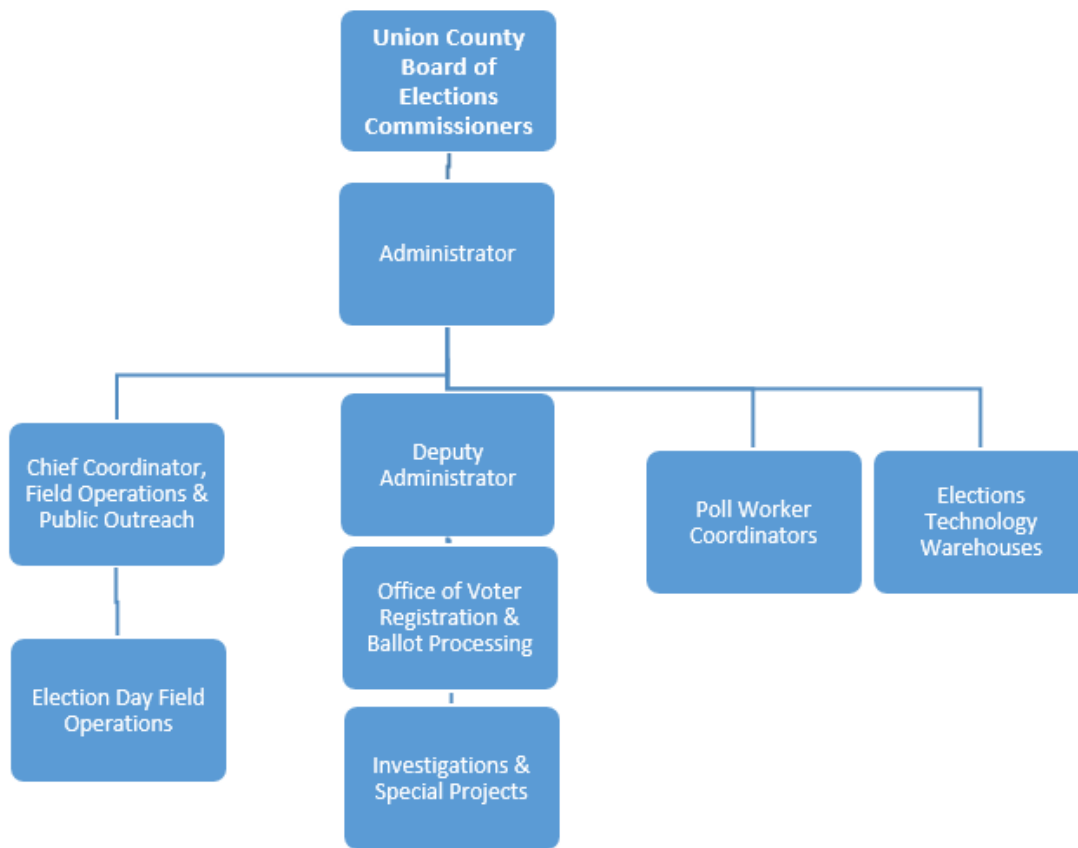 Union County
Board of
Elections
Commissioners
Administrator
Chief Coordinator,
Field Operations &
Public Outreach
Deputy
Administrator
Poll Worker
Coordinators
Elections
Technology
Warehouses
Office of Voter
Registration &
Ballot Processing
Election Day Field
Operations
Investigations &
Special Projects